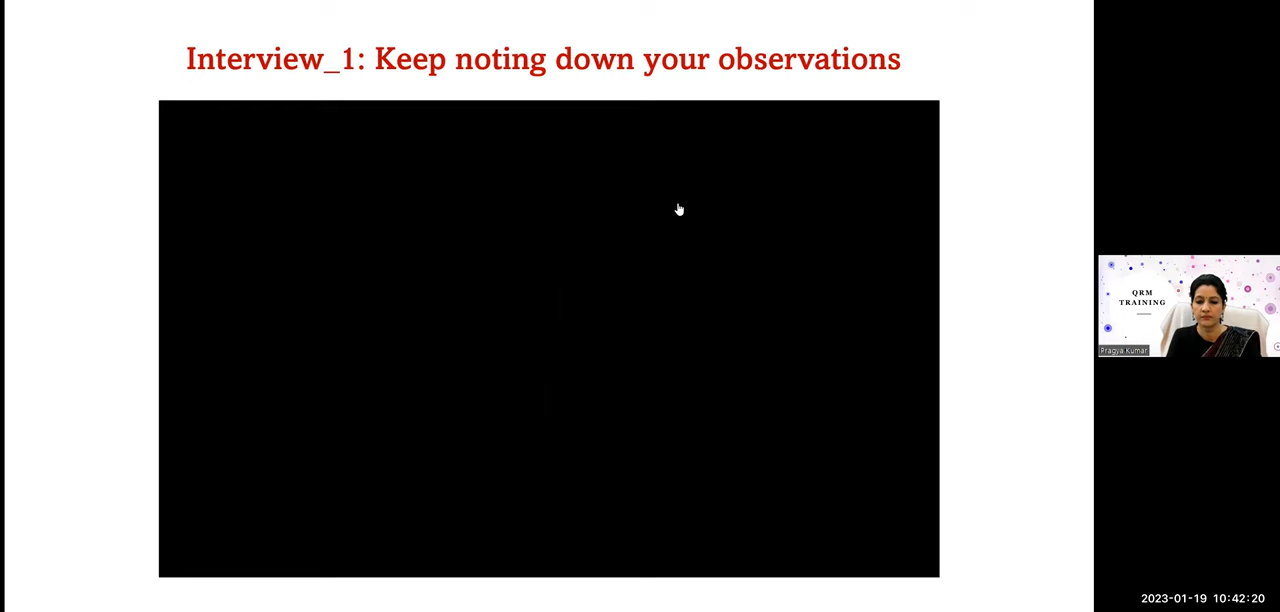 Interview_1: Keep noting down your observations
QRM
TRAINING
Pragya Kumar
2023-01-19 10:42:20